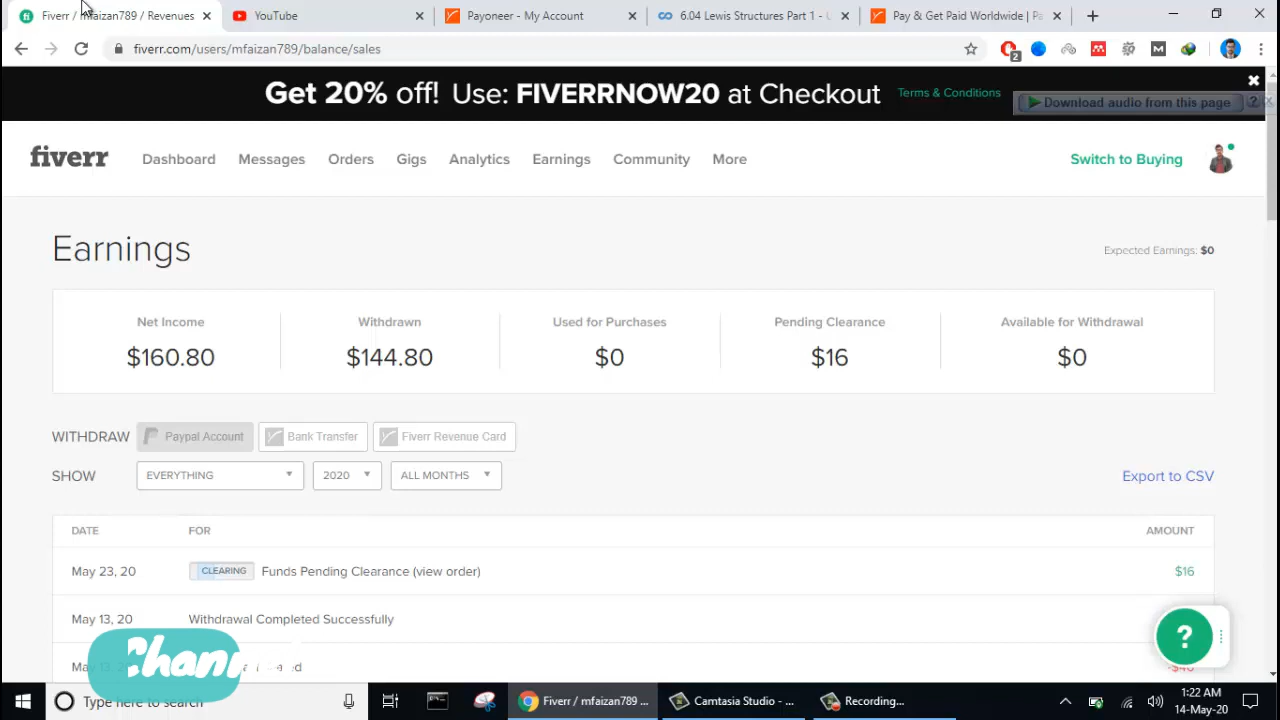 Fiverr / mfaizan789 / Revenues
YouTube
Payoneer - My Account
6.04 Lewis Structures Part 1 - U
Pay & Get Paid Worldwide | Pa
fiverr.com/users/mfaizan789/balance/sales
2
M
Get 20% off! Use: FIVERRNOW20 at Checkout
Terms & Conditions
Download audio from this page
?
X
fiverr
Dashboard
Messages
Orders
Gigs
Analytics
Earnings
Community
More
Switch to Buying
Earnings
Expected Earnings: $0
Net Income
Withdrawn
Used for Purchases
Pending Clearance
Available for Withdrawal
$160.80
$144.80
$0
$16
$0
WITHDRAW
Paypal Account
Bank Transfer
Fiverr Revenue Card
SHOW
EVERYTHING
2020
ALL MONTHS
Export to CSV
DATE
FOR
AMOUNT
May 23, 20
CLEARING
Funds Pending Clearance (view order)
$16
May 13, 20
Withdrawal Completed Successfully
?
Chann
Type here to search
Fiverr / mfaizan789 ...
Camtasia Studio - ...
Recording...
1:22 AM
14-May-20